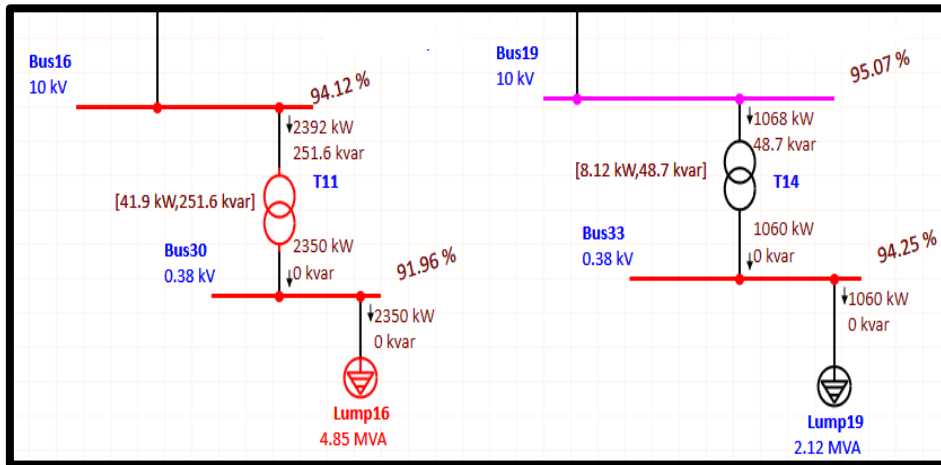 Bus16
10 kV
94.12 %
2392 kW
251.6 kvar
T11
[41.9 kW,251.6 kvar]
2350 kW
0 kvar
Bus30
0.38 kV
91.96 %
2350 kW
0 kvar
Lump16
4.85 MVA
Bus19
10 kV
95.07 %
1068 kW
48.7 kvar
[8.12 kW,48.7 kvar]
T14
1060 kW
0 kvar
Bus33
0.38 kV
94.25 %
1060 kW
0 kvar
Lump19
2.12 MVA